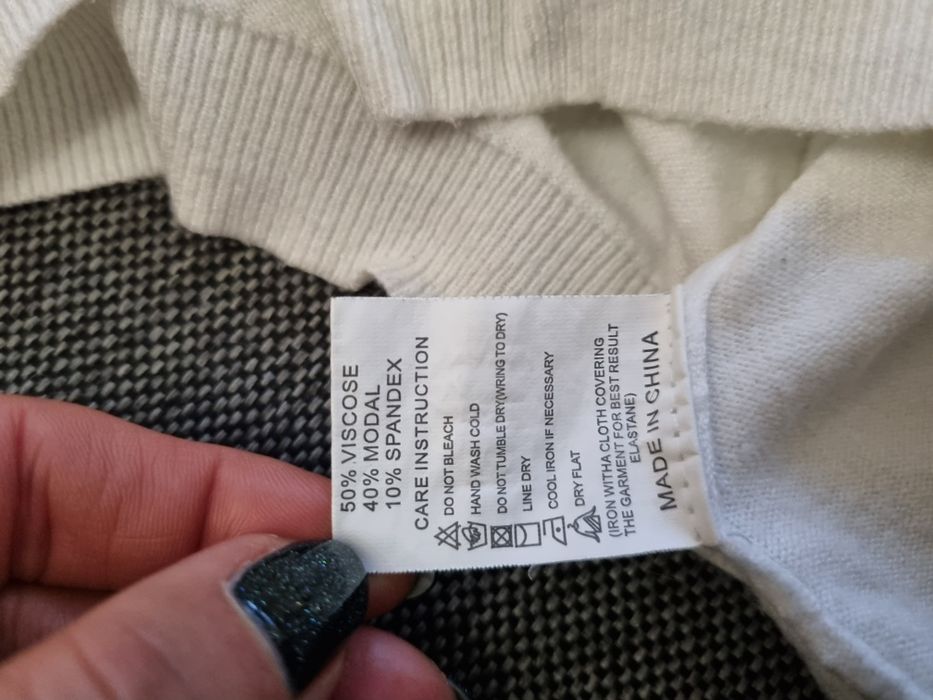 50% VISCOSE
40% MODAL
10% SPANDEX
CARE INSTRUCTION
DO NOT BLEACH
HAND WASH COLD
DO NOT TUMBLE DRY(WRING TO DRY)
LINE DRY
COOL IRON IF NECESSARY
DRY FLAT
(IRON WITH A CLOTH COVERING
THE GARMENT FOR BEST RESULT
ELASTANE)
MADE IN CHINA